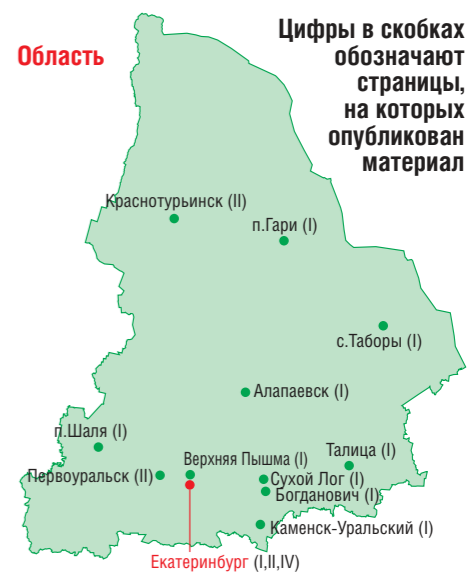 Область
Цифры в скобках
обозначают
страницы,
на которых
опубликован
материал
Краснотурьинск (II)
п.Гари (I)
с.Таборы (I)
Алапаевск (I)
п.Шаля (I)
Верхняя Пышма (I)
Талица (I)
Первоуральск (II)
Сухой Лог (I)
Богданович (I)
Каменск-Уральский (I)
Екатеринбург (I,II,IV)